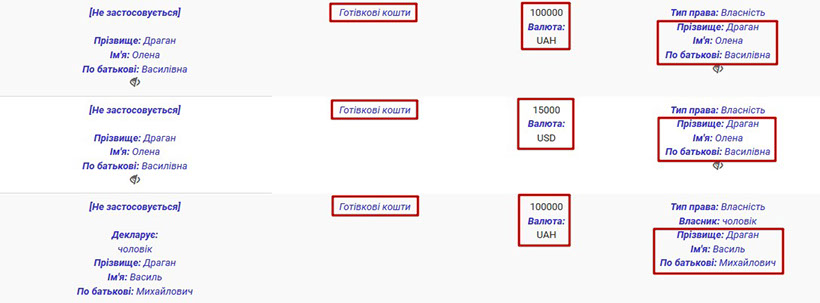 [Не застосовується]
Прізвище: Драган
Ім'я: Олена
По батькові: Василівна
Готівкові кошти
100000
Валюта:
UAH
Тип права: Власність
Прізвище: Драган
Ім'я: Олена
По батькові: Василівна
[Не застосовується]
Прізвище: Драган
Ім'я: Олена
По батькові: Василівна
Готівкові кошти
15000
Валюта:
USD
Тип права: Власність
Прізвище: Драган
Ім'я: Олена
По батькові: Василівна
[Не застосовується]
Декларує:
чоловік
Прізвище: Драган
Ім'я: Василь
По батькові: Михайлович
Готівкові кошти
100000
Валюта:
UAH
Тип права: Власність
Власник: чоловік
Прізвище: Драган
Ім'я: Василь
По батькові: Михайлович